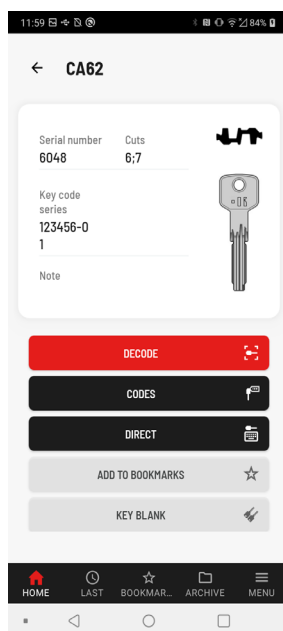 11:59
84%
CA62
Serial number Cuts
6048 6;7
Key code
series
123456-0
1
Note
DECODE
CODES
DIRECT
ADD TO BOOKMARKS
KEY BLANK
HOME LAST BOOKMAR... ARCHIVE MENU